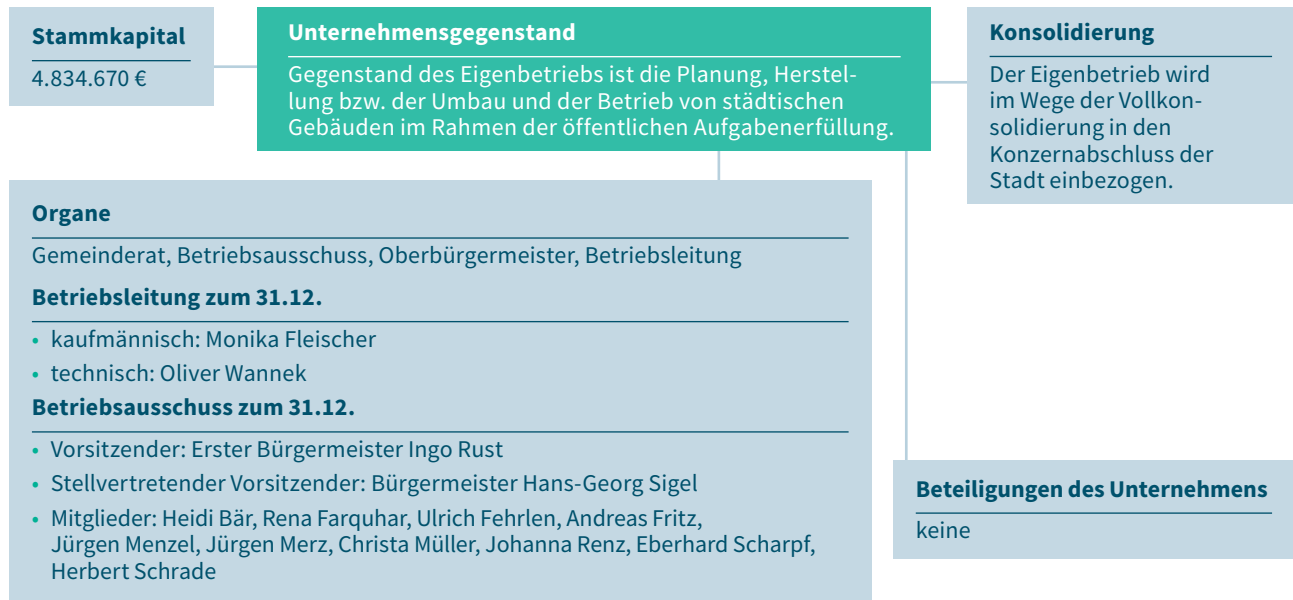 Stammkapital
4.834.670 €
Unternehmensgegenstand
Gegenstand des Eigenbetriebs ist die Planung, Herstel-
lung bzw. der Umbau und der Betrieb von städtischen
Gebäuden im Rahmen der öffentlichen Aufgabenerfüllung.
Konsolidierung
Der Eigenbetrieb wird
im Wege der Vollkon-
solidierung in den
Konzernabschluss der
Stadt einbezogen.
Organe
Gemeinderat, Betriebsausschuss, Oberbürgermeister, Betriebsleitung
Betriebsleitung zum 31.12.
• kaufmännisch: Monika Fleischer
• technisch: Oliver Wannek
Betriebsausschuss zum 31.12.
• Vorsitzender: Erster Bürgermeister Ingo Rust
• Stellvertretender Vorsitzender: Bürgermeister Hans-Georg Sigel
• Mitglieder: Heidi Bär, Rena Farquhar, Ulrich Fehrlen, Andreas Fritz,
Jürgen Menzel, Jürgen Merz, Christa Müller, Johanna Renz, Eberhard Scharpf,
Herbert Schrade
Beteiligungen des Unternehmens
keine